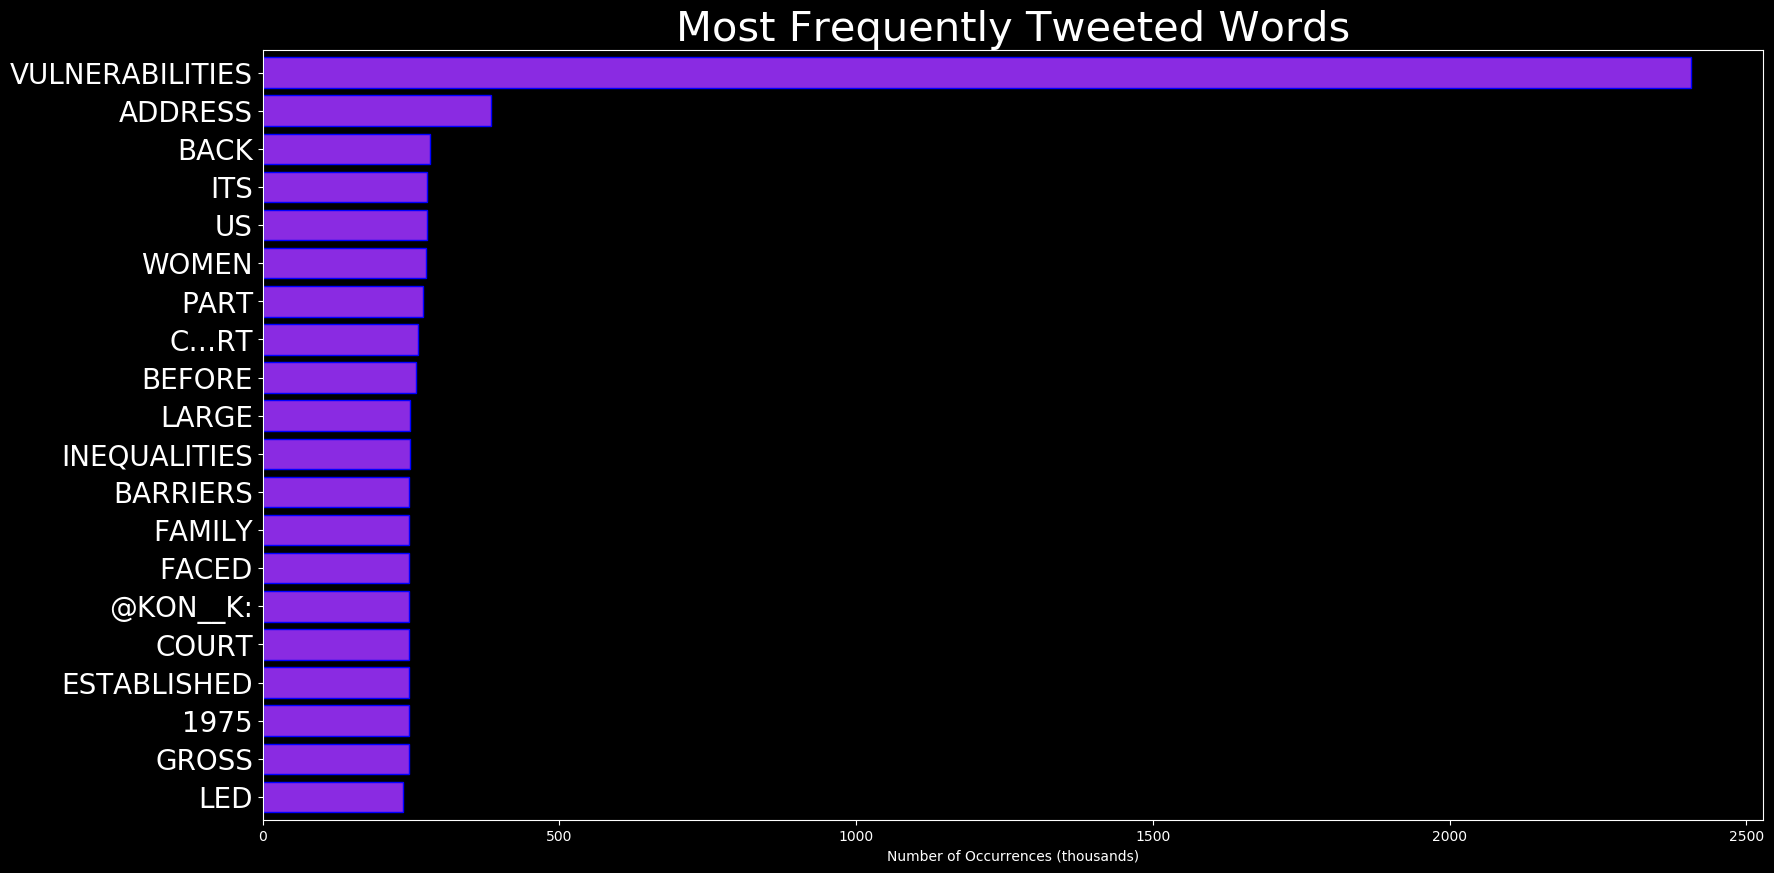 Most Frequently Tweeted Words
VULNERABILITIES
ADDRESS
BACK
ITS
US
WOMEN
PART
C…RT
BEFORE
LARGE
INEQUALITIES
BARRIERS
FAMILY
FACED
@KON__K:
COURT
ESTABLISHED
1975
GROSS
LED
0 500 1000 1500 2000 2500
Number of Occurrences (thousands)